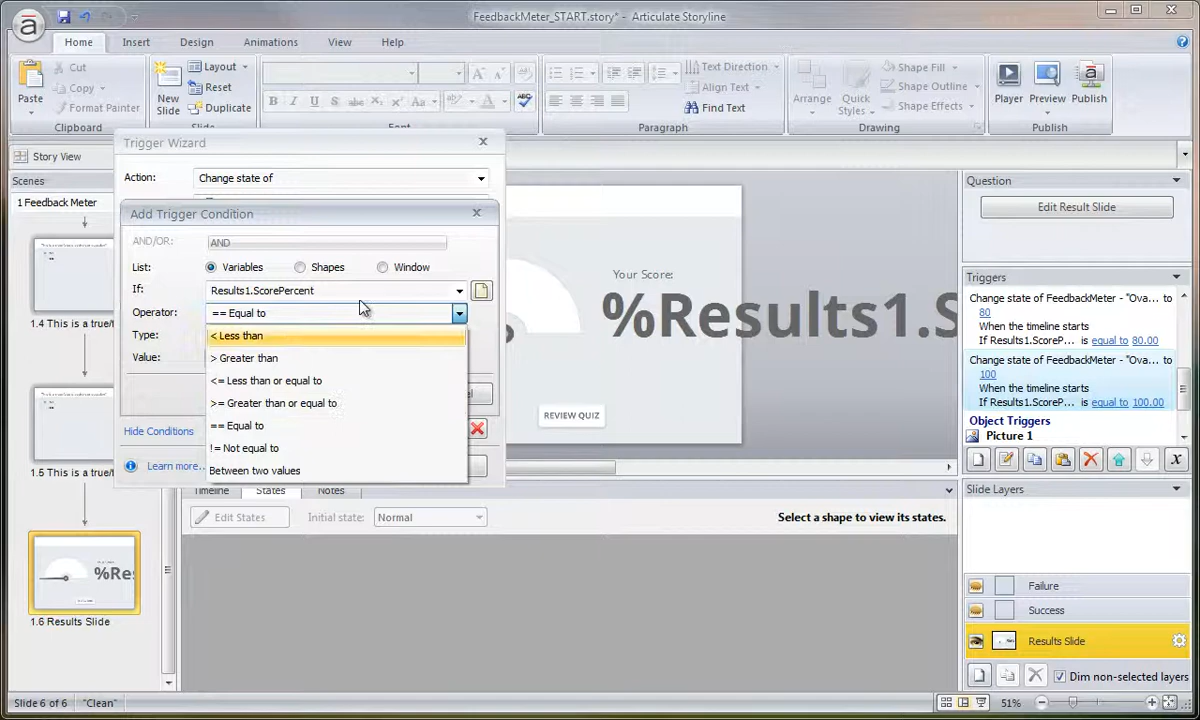 FeedbackMeter_START.story* - Articulate Storyline
Home
Insert
Design
Animations
View
Help
Paste
Cut
Copy
Format Painter
Clipboard
New Slide
Layout
Reset
Duplicate
Slide
B I U S abc
Aa
A
ABC
Font
Text Direction
Align Text
Find Text
Paragraph
Arrange
Quick Styles
Shape Fill
Shape Outline
Shape Effects
Drawing
Player
Preview
Publish
Publish
Story View
Scenes
1 Feedback Meter
1.4 This is a true/
1.5 This is a true/
%Res
1.6 Results Slide
Trigger Wizard
Action:
Change state of
Add Trigger Condition
AND/OR:
AND
List:
Variables
Shapes
Window
If:
Results1.ScorePercent
Operator:
== Equal to
Type:
Value:
< Less than
> Greater than
<= Less than or equal to
>= Greater than or equal to
== Equal to
!= Not equal to
Between two values
Hide Conditions
Learn more..
Your Score:
%Results1.S
REVIEW QUIZ
Timeline
States
Notes
Edit States
Initial state:
Normal
Select a shape to view its states.
Question
Edit Result Slide
Triggers
Change state of FeedbackMeter - "Ova... to
80
When the timeline starts
If Results1.ScoreP... is equal to 80.00
Change state of FeedbackMeter - "Ova... to
100
When the timeline starts
If Results1.ScoreP... is equal to 100.00
Object Triggers
Picture 1
x
Slide Layers
Failure
Success
Results Slide
Dim non-selected layers
Slide 6 of 6
"Clean"
51%